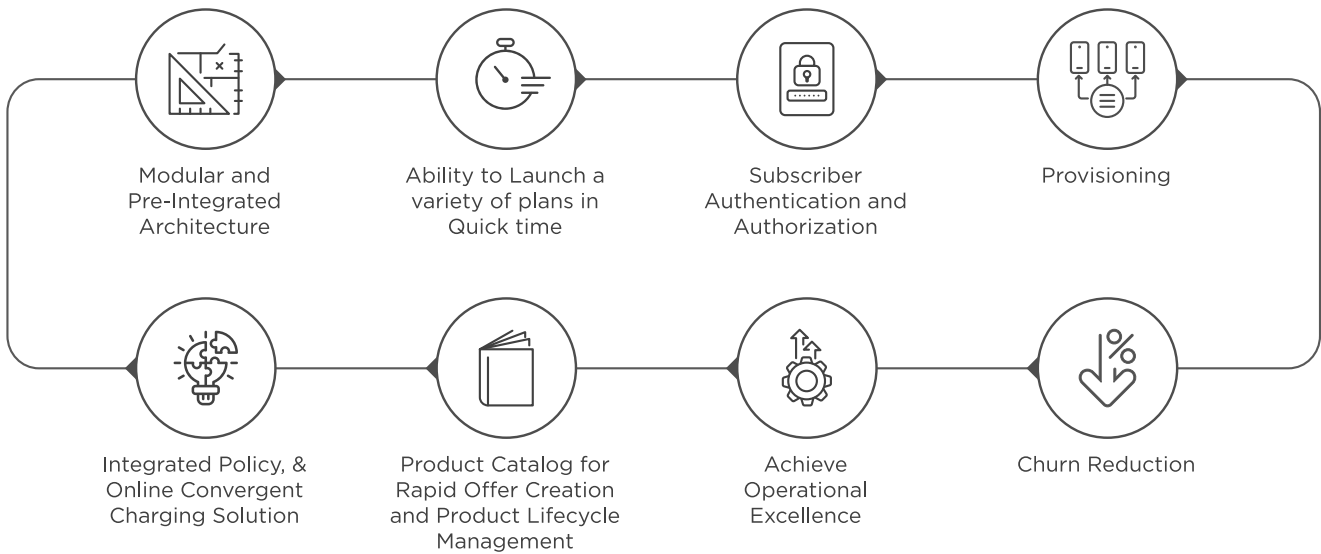 Modular and
Pre-Integrated
Architecture
Ability to Launch a
variety of plans in
Quick time
Subscriber
Authentication and
Authorization
Provisioning
Integrated Policy, &
Online Convergent
Charging Solution
Product Catalog for
Rapid Offer Creation
and Product Lifecycle
Management
Achieve
Operational
Excellence
Churn Reduction